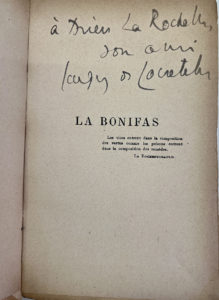 à Drieu La Rochelle,
son ami
Jacques de Lacretelle
LA BONIFAS
Les vices entrent dans la composition
des vertus comme les poisons entrent
dans la composition des remèdes.
La Rochefoucauld